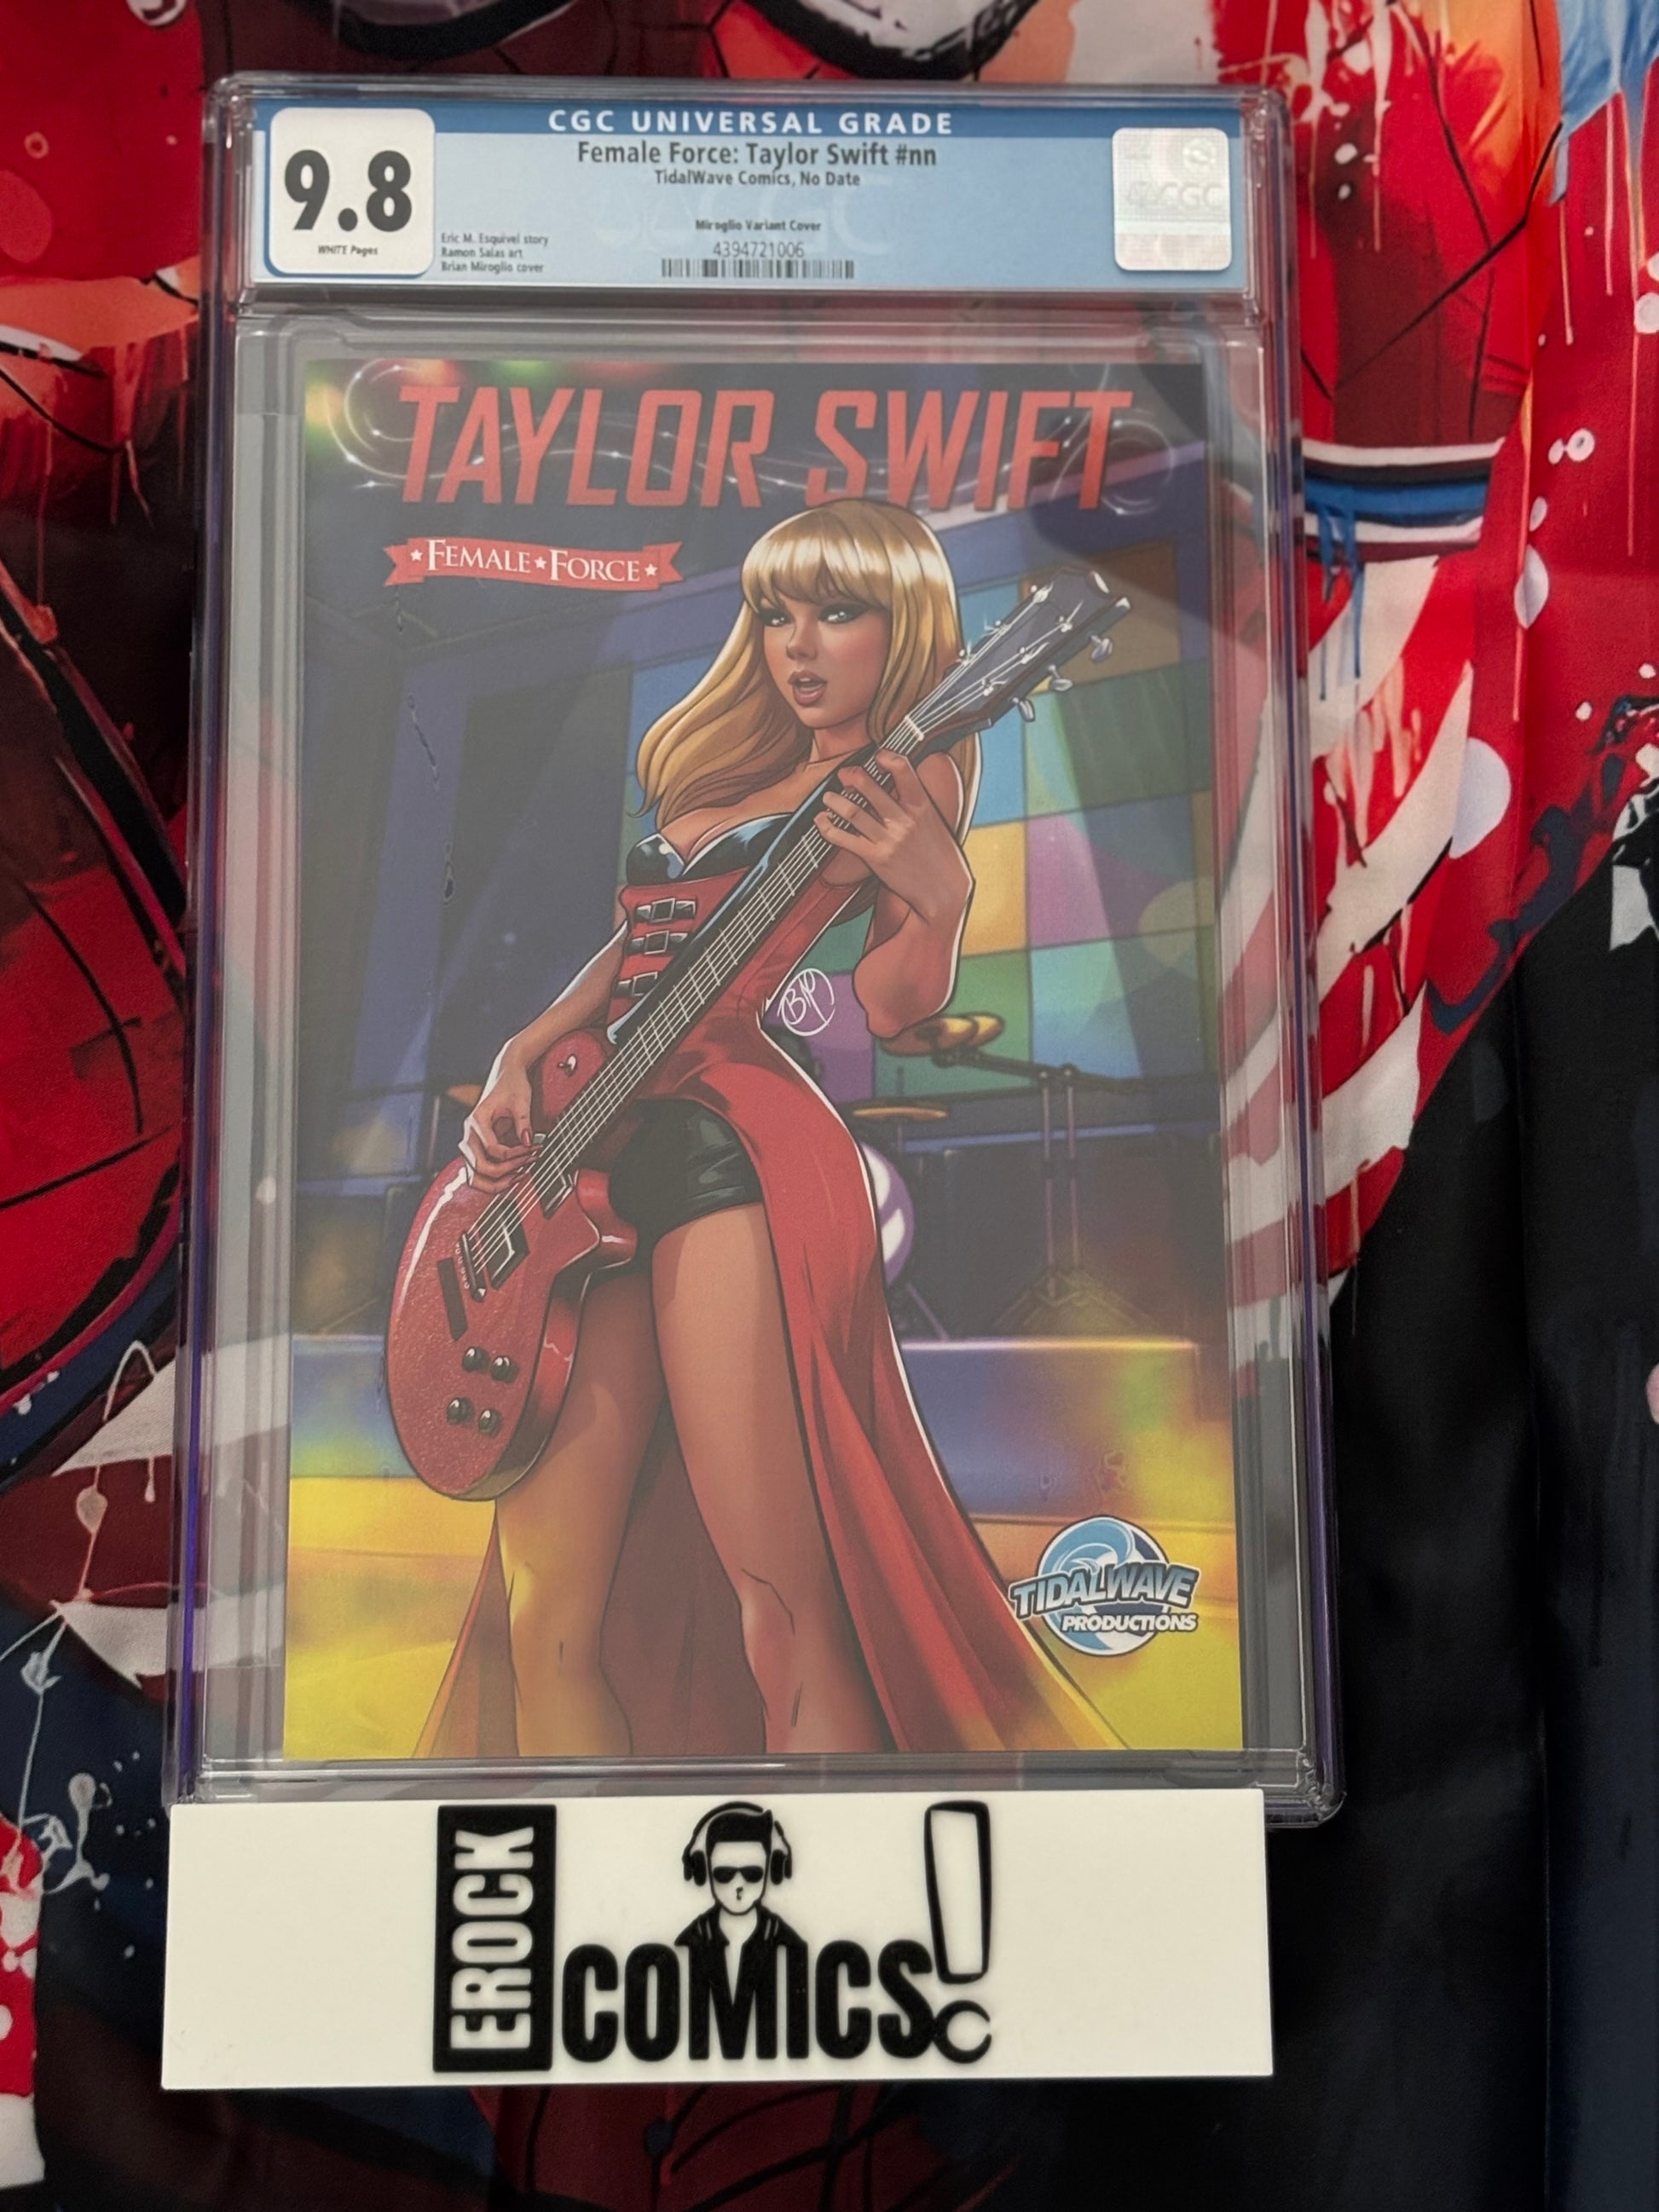 CGC UNIVERSAL GRADE
9.8
WHITE Pages
Female Force: Taylor Swift #nn
TidalWave Comics, No Date
Miroglio Variant Cover
4394721006
Eric M. Esquivel story
Ramon Salas art
Brian Miroglio cover
CGC
TAYLOR SWIFT
FEMALE FORCE
BM
TIDALWAVE
PRODUCTIONS
EROCK
COMICS!